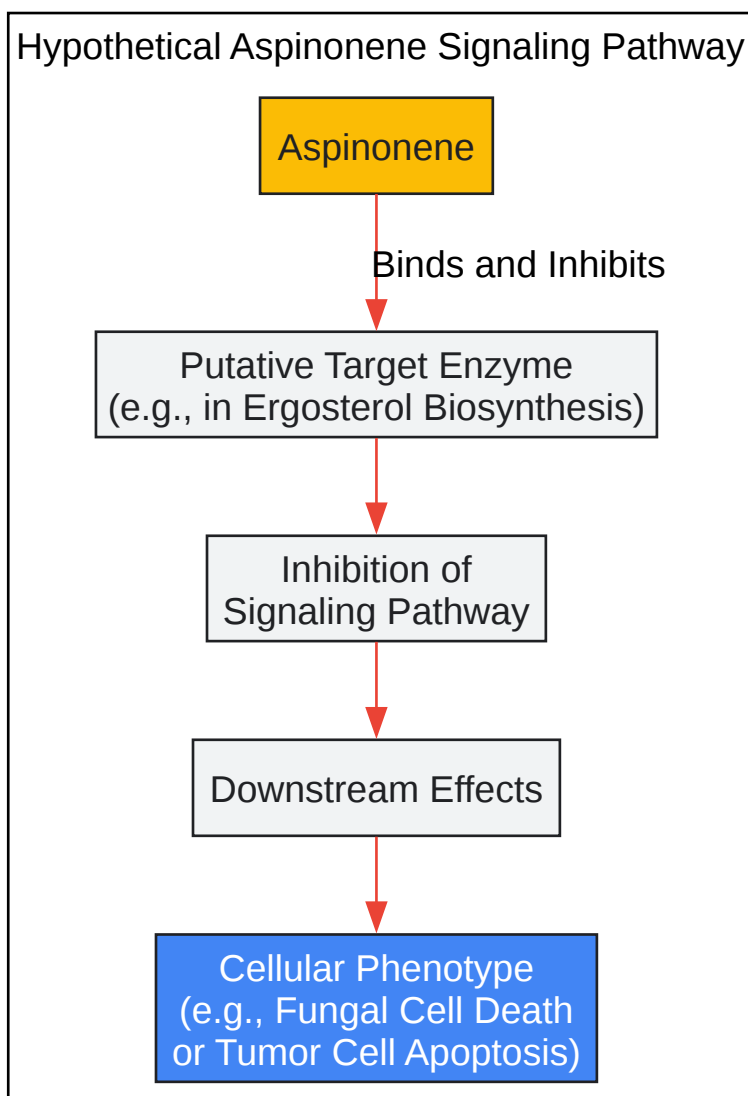 Hypothetical Aspinonene Signaling Pathway
Aspinonene
Binds and Inhibits
Putative Target Enzyme
(e.g., in Ergosterol Biosynthesis)
Inhibition of
Signaling Pathway
Downstream Effects
Cellular Phenotype
(e.g., Fungal Cell Death
or Tumor Cell Apoptosis)